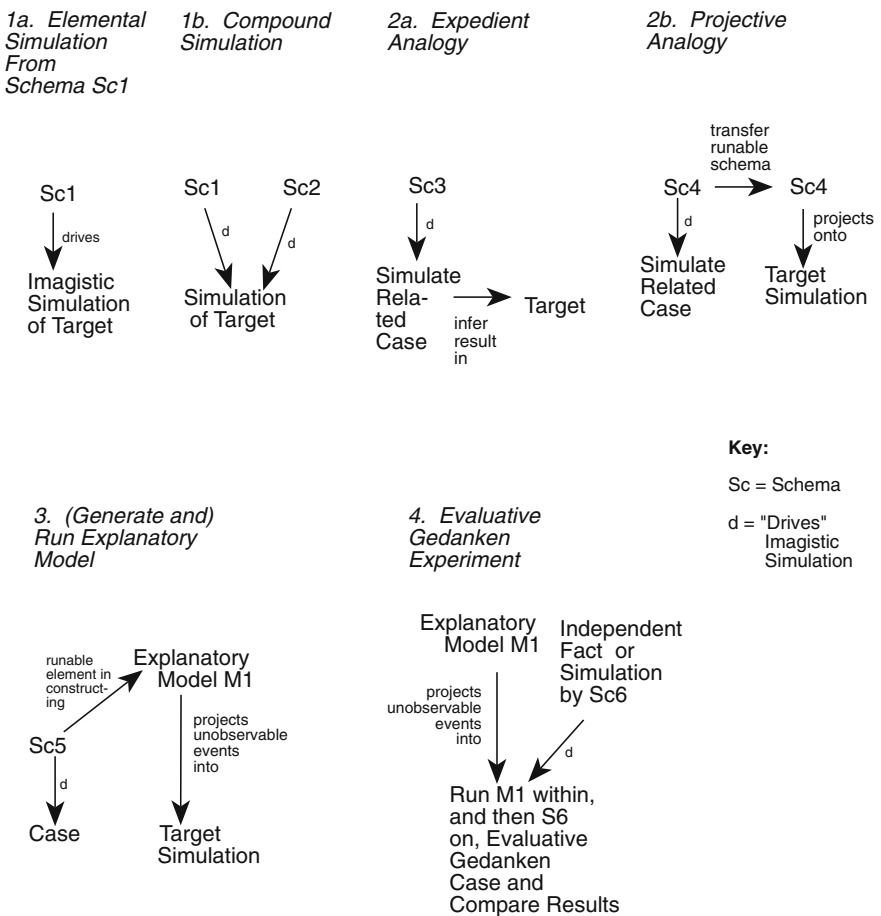 1a. Elemental
Simulation
From
Schema Sc1
1b. Compound
Simulation
2a. Expedient
Analogy
2b. Projective
Analogy
Sc1
drives
Imagistic
Simulation
of Target
Sc1
Sc2
d
d
Simulation
of Target
Sc3
d
Simulate
Rela-
ted
Case
infer
result
in
Target
transfer
runable
schema
Sc4
Sc4
d
projects
onto
Simulate
Related
Case
Target
Simulation
Key:
Sc = Schema
d = "Drives"
Imagistic
Simulation
3. (Generate and)
Run Explanatory
Model
runable
element in
construct-
ing
Explanatory
Model M1
Sc5
d
projects
unobservable
events
into
Case
Target
Simulation
4. Evaluative
Gedanken
Experiment
Explanatory
Model M1
Independent
Fact or
Simulation
by Sc6
projects
unobservable
events
into
d
Run M1 within,
and then S6
on, Evaluative
Gedanken
Case and
Compare Results